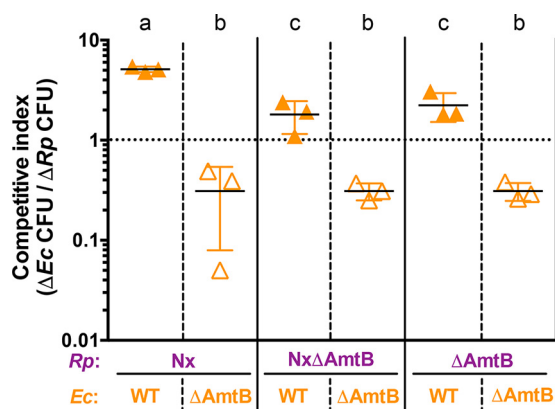 a b c b c b
10
1
0.1
0.01
Competitive index
(ΔEc CFU / ΔRp CFU)
Rp: Nx NxΔAmtB ΔAmtB
Ec: WT ΔAmtB WT ΔAmtB WT ΔAmtB